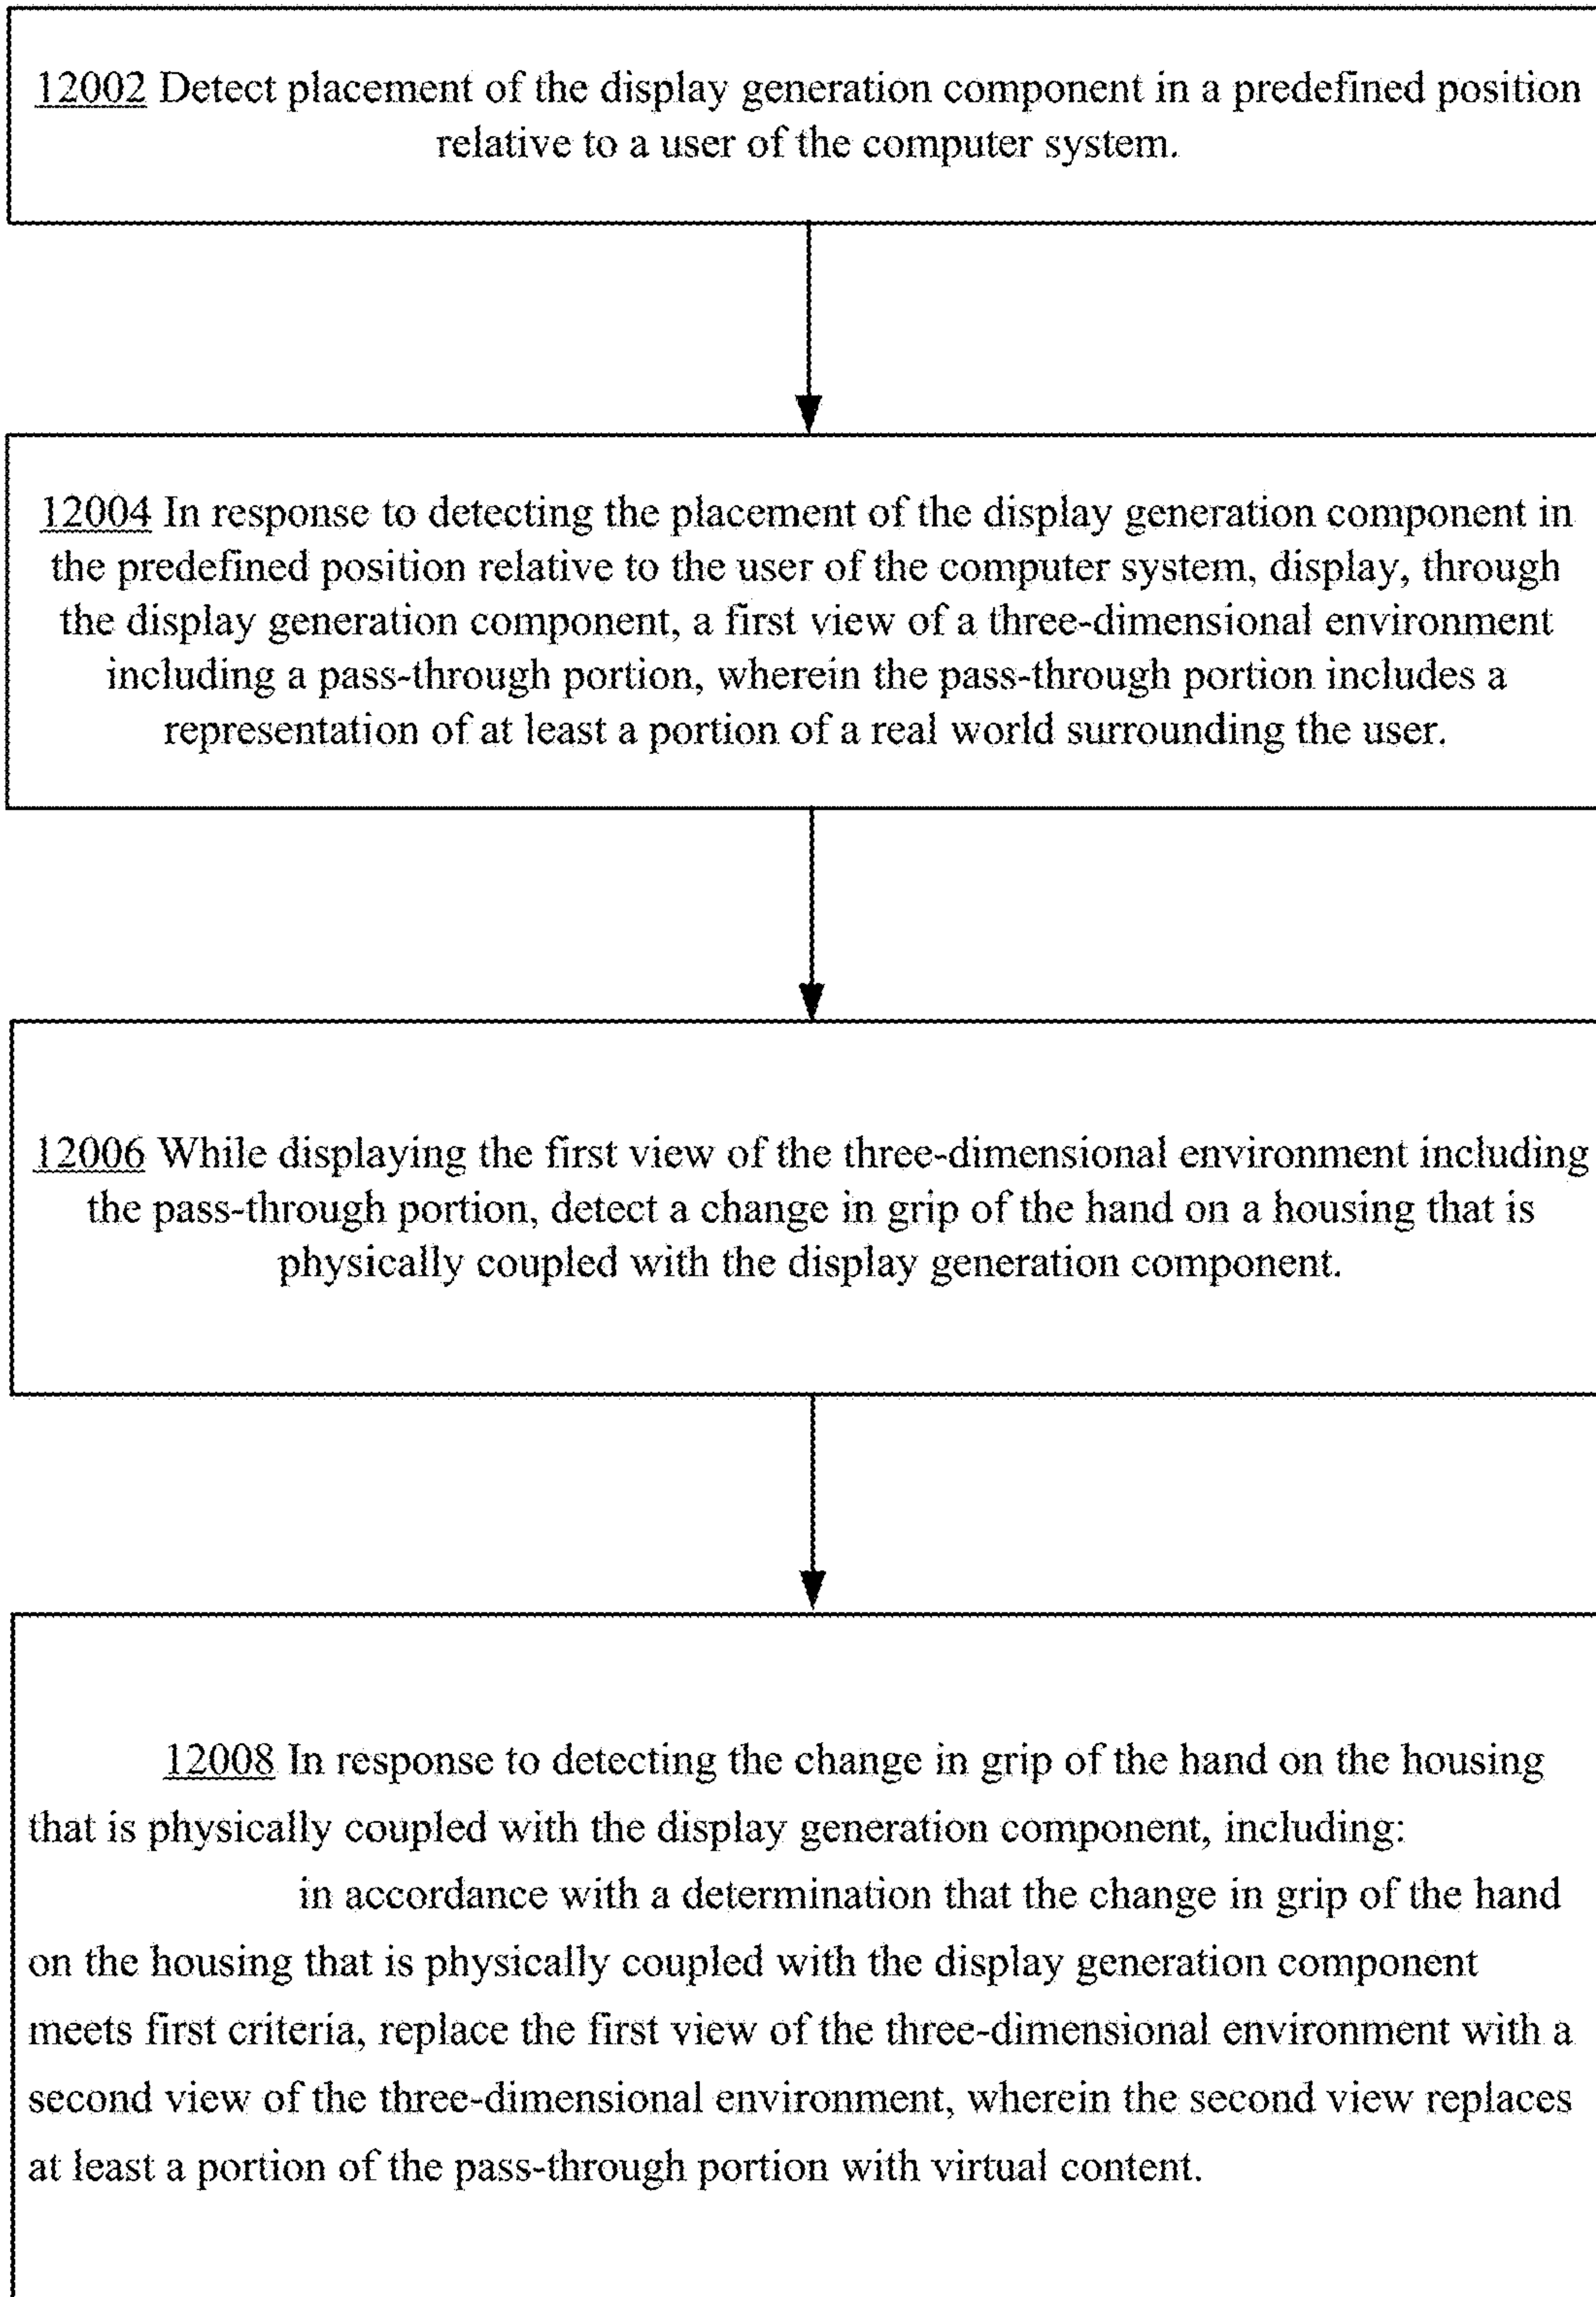 12002 Detect placement of the display generation component in a predefined position
relative to a user of the computer system.
12004 In response to detecting the placement of the display generation component in
the predefined position relative to the user of the computer system, display, through
the display generation component, a first view of a three-dimensional environment
including a pass-through portion, wherein the pass-through portion includes a
representation of at least a portion of a real world surrounding the user.
12006 While displaying the first view of the three-dimensional environment including
the pass-through portion, detect a change in grip of the hand on a housing that is
physically coupled with the display generation component.
12008 In response to detecting the change in grip of the hand on the housing
that is physically coupled with the display generation component, including:
in accordance with a determination that the change in grip of the hand
on the housing that is physically coupled with the display generation component
meets first criteria, replace the first view of the three-dimensional environment with a
second view of the three-dimensional environment, wherein the second view replaces
at least a portion of the pass-through portion with virtual content.